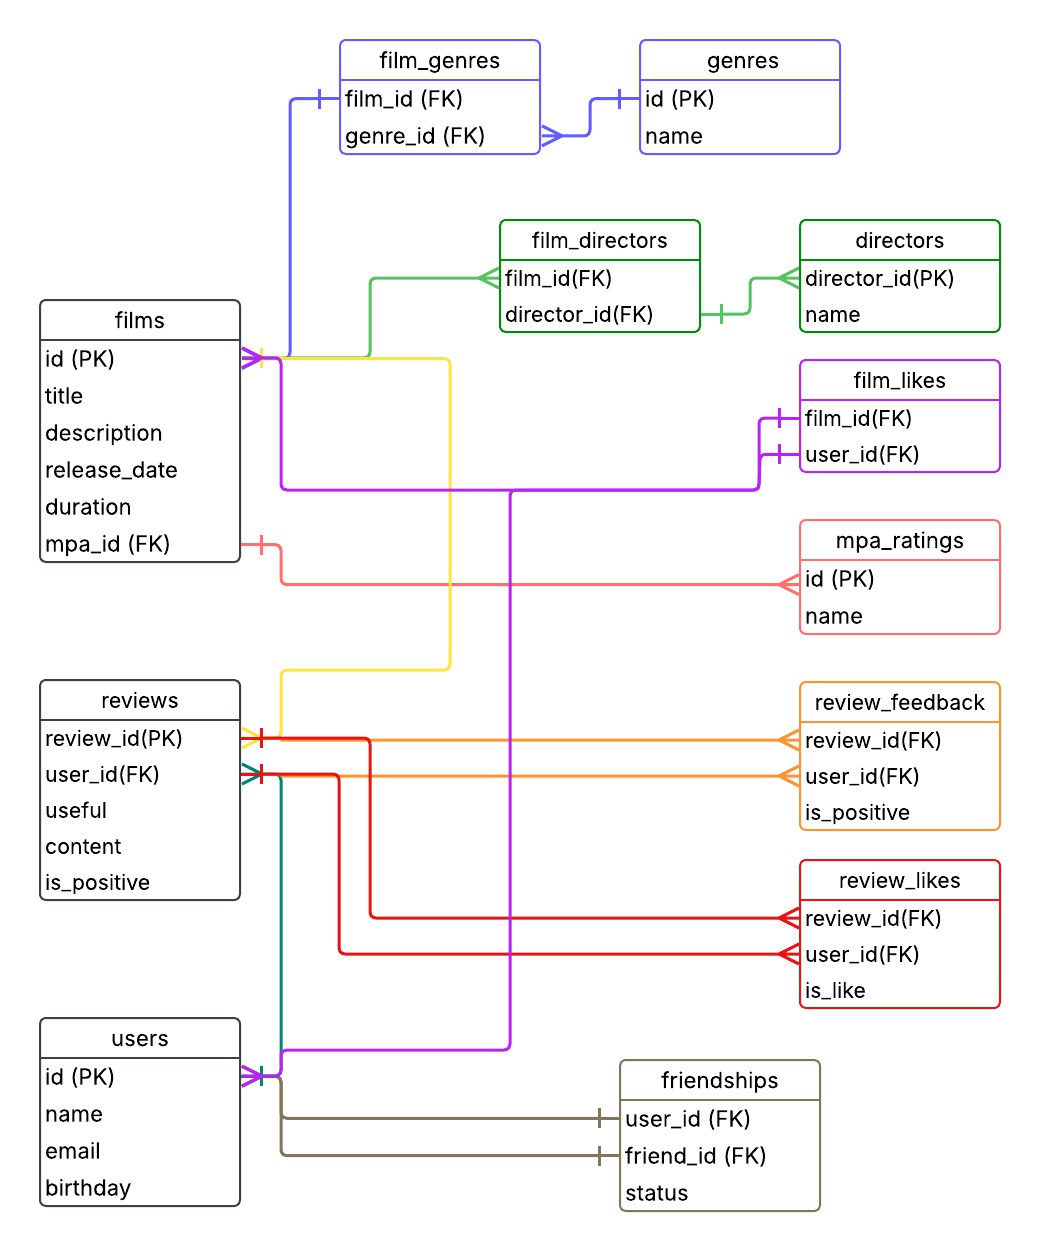 film_genres
film_id (FK)
genre_id (FK)
genres
id (PK)
name
film_directors
film_id(FK)
director_id(FK)
directors
director_id(PK)
name
films
id (PK)
title
description
release_date
duration
mpa_id (FK)
film_likes
film_id(FK)
user_id(FK)
mpa_ratings
id (PK)
name
reviews
review_id(PK)
user_id(FK)
useful
content
is_positive
review_feedback
review_id(FK)
user_id(FK)
is_positive
review_likes
review_id(FK)
user_id(FK)
is_like
users
id (PK)
name
email
birthday
friendships
user_id (FK)
friend_id (FK)
status